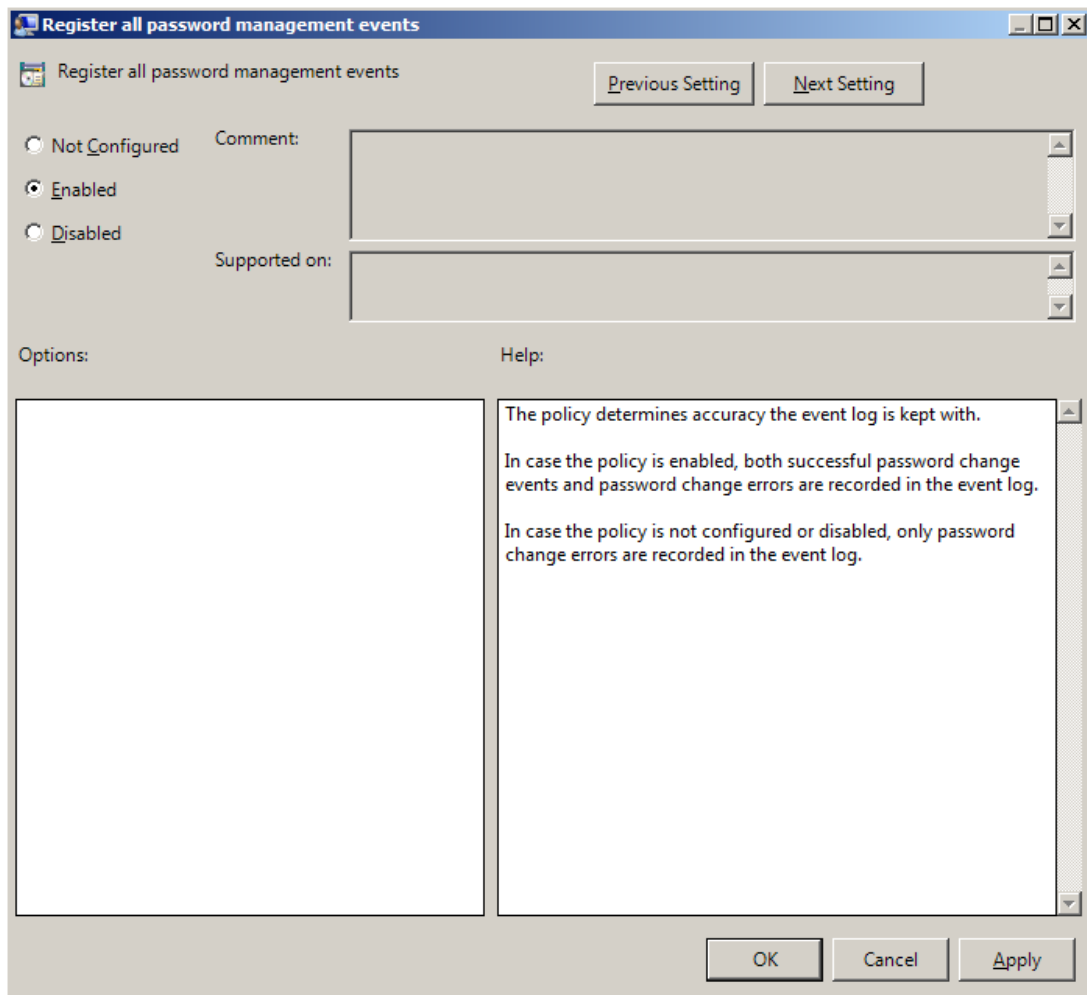 Register all password management events
Register all password management events
Previous Setting
Next Setting
Not Configured
Comment:
Enabled
Disabled
Supported on:
Options:
Help:
The policy determines accuracy the event log is kept with.
In case the policy is enabled, both successful password change
events and password change errors are recorded in the event log.
In case the policy is not configured or disabled, only password
change errors are recorded in the event log.
OK
Cancel
Apply